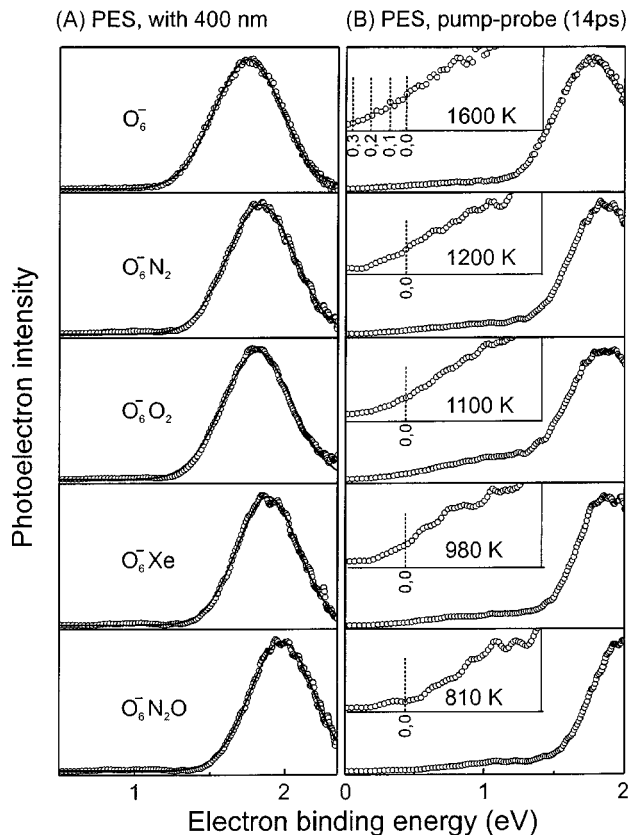 (A) PES, with 400 nm
(B) PES, pump-probe (14ps)
Photoelectron intensity
O₆⁻
1600 K
0,3
0,2
0,1
0,0
O₆⁻N₂
1200 K
0,0
O₆⁻O₂
1100 K
0,0
O₆⁻Xe
980 K
0,0
O₆⁻N₂O
810 K
0,0
1 2 0 1 2
Electron binding energy (eV)